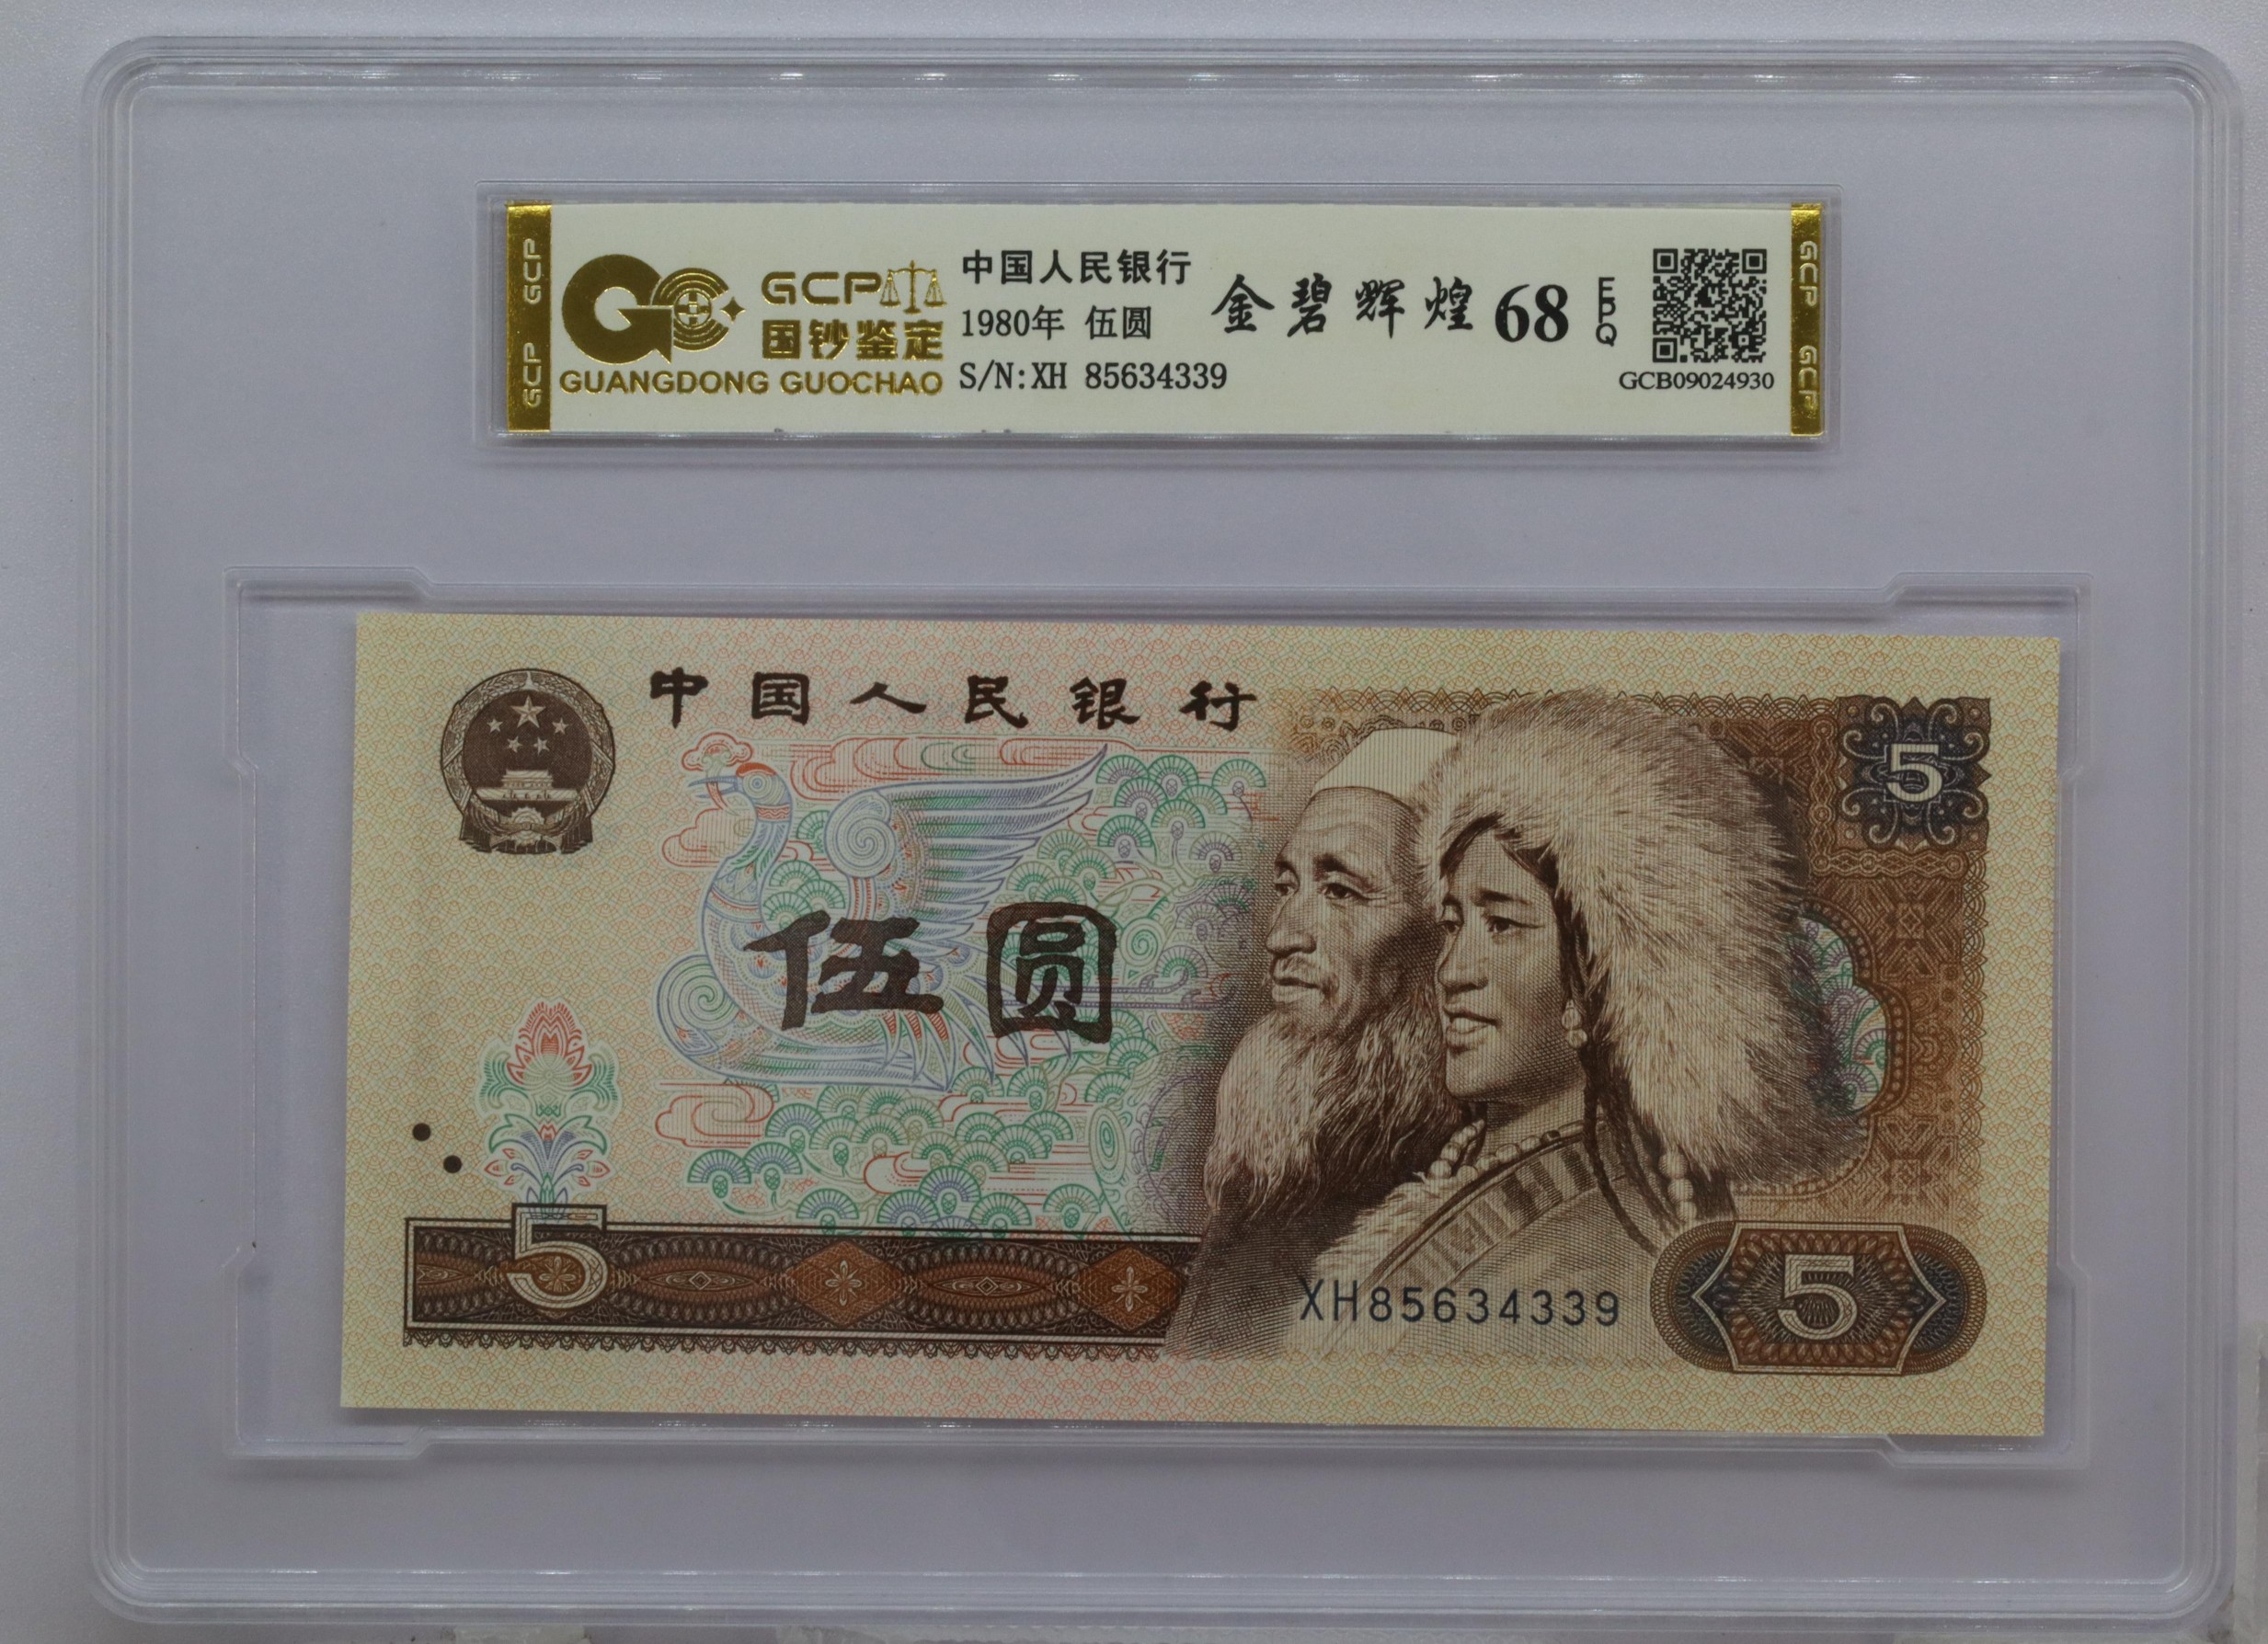 GCP GCP
GCP
国钞鉴定
GUANGDONG GUOCHAO
中国人民银行
1980年 伍圆
S/N:XH 85634339
金碧辉煌 68 EPQ
GCB09024930
GCP GCP
中国人民银行
5
伍圆
5
XH85634339
5